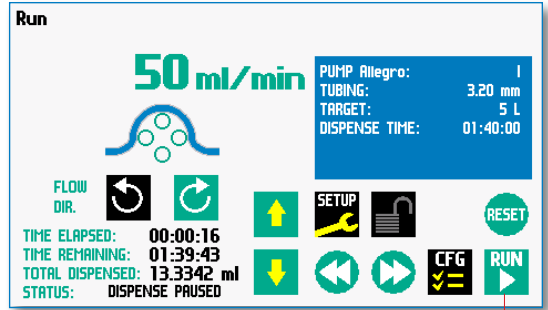 Run
50 ml/min
PUMP Allegro: I
TUBING: 3.20 mm
TARGET: 5 L
DISPENSE TIME: 01:40:00
FLOW
DIR.
SETUP
RESET
TIME ELAPSED: 00:00:16
TIME REMAINING: 01:39:43
TOTAL DISPENSED: 13.3342 ml
STATUS: DISPENSE PAUSED
CFG
RUN